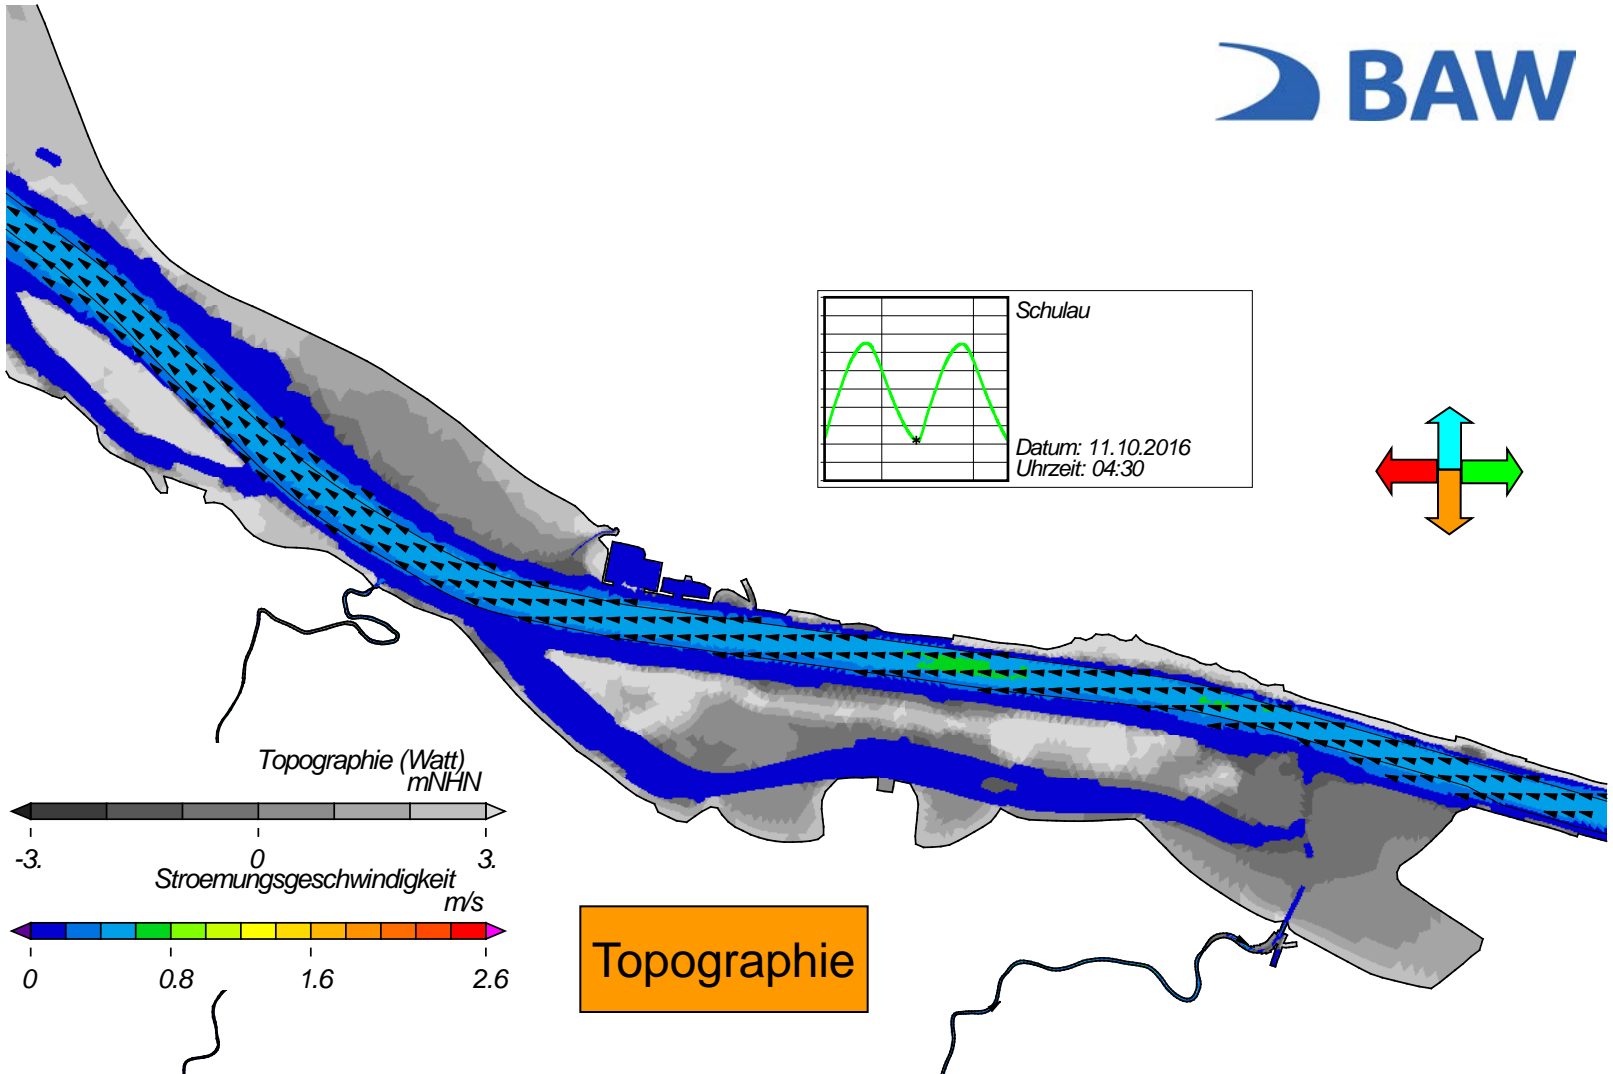 BAW
Schulau
Datum: 11.10.2016
Uhrzeit: 04:30
Topographie (Watt)
mNHN
-3. 0 3.
Stroemungsgeschwindigkeit
m/s
0 0.8 1.6 2.6
Topographie